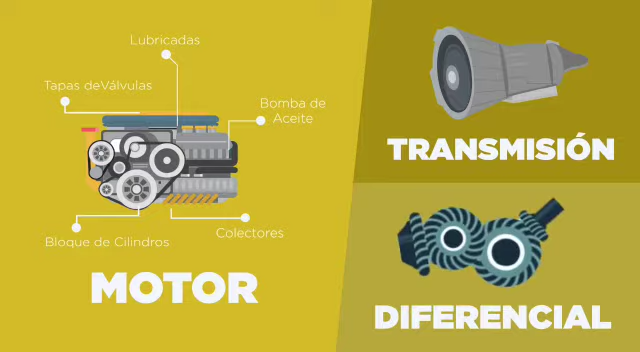 Lubricadas
Tapas deVálvulas
Bomba de
Aceite
Bloque de Cilindros
Colectores
MOTOR
TRANSMISIÓN
DIFERENCIAL